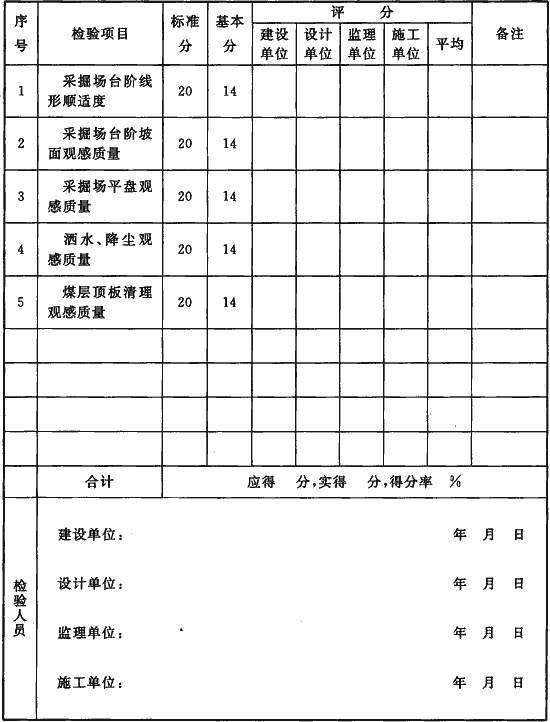 序号 检验项目 标准分 基本分 评 分 备注
建设单位 设计单位 监理单位 施工单位 平均
1 采掘场台阶线形顺适度 20 14
2 采掘场台阶坡面观感质量 20 14
3 采掘场平盘观感质量 20 14
4 洒水、降尘观感质量 20 14
5 煤层顶板清理观感质量 20 14
合计 应得 分,实得 分,得分率 %
检验人员
建设单位: 年 月 日
设计单位: 年 月 日
监理单位: 年 月 日
施工单位: 年 月 日